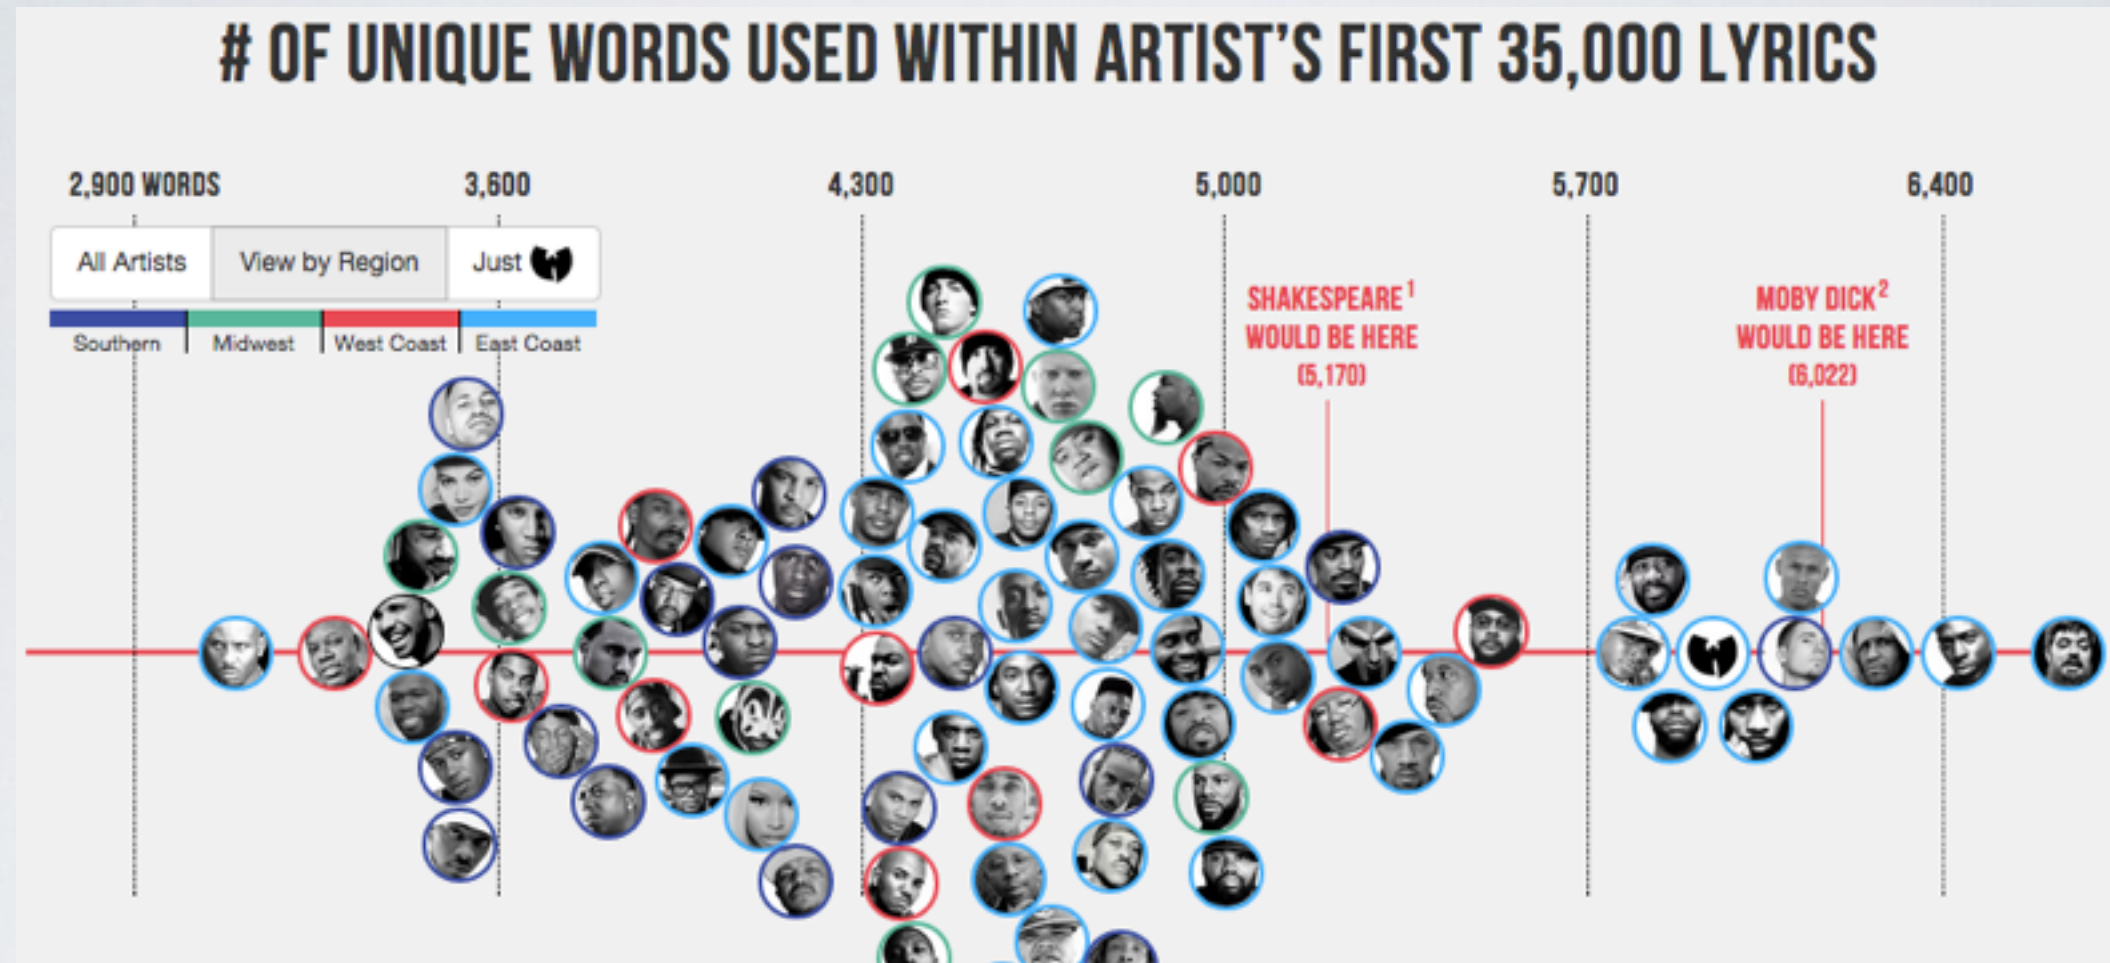 # OF UNIQUE WORDS USED WITHIN ARTIST'S FIRST 35,000 LYRICS
2,900 WORDS 3,600 4,300 5,000 5,700 6,400
All Artists View by Region Just
Southern Midwest West Coast East Coast
SHAKESPEARE1
WOULD BE HERE
(5,170)
MOBY DICK2
WOULD BE HERE
(6,022)